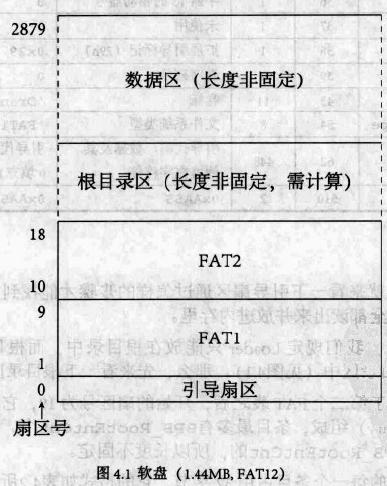 2879
数据区（长度非固定）
根目录区（长度非固定，需计算）
18
FAT2
10
9
FAT1
1
引导扇区
0
扇区号
图4.1 软盘（1.44MB, FAT12）